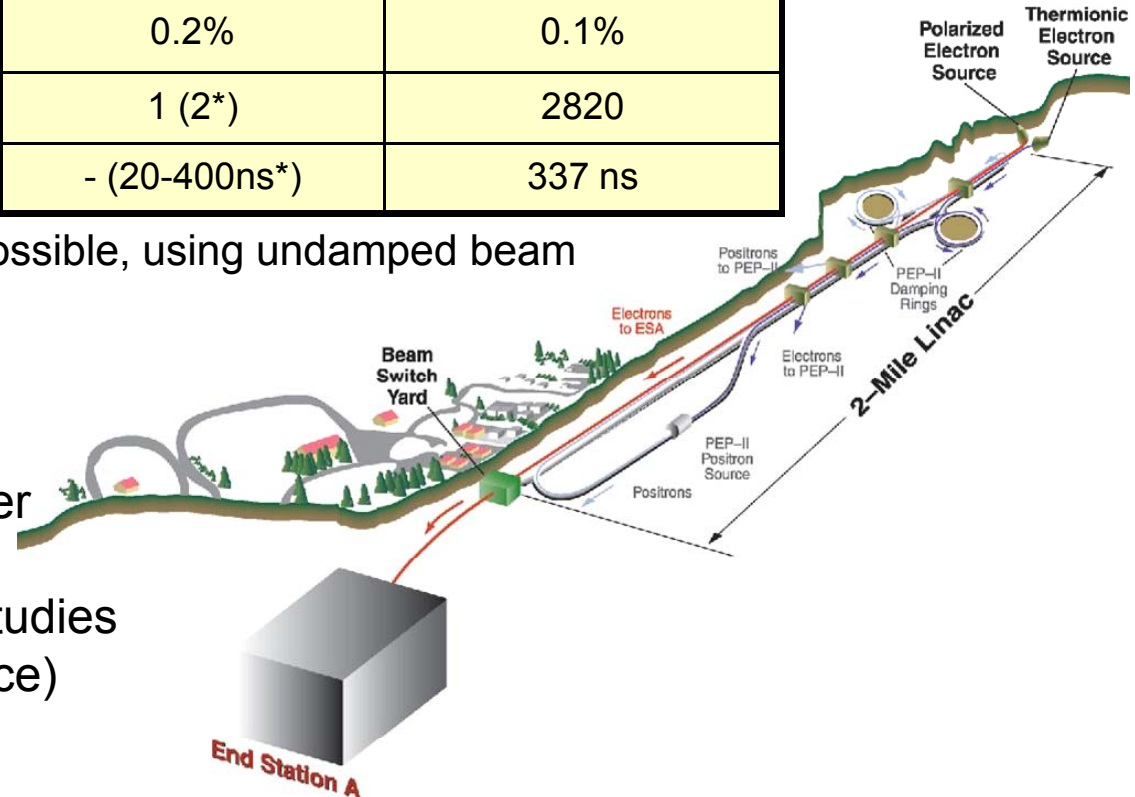 0.2% 0.1%
1 (2*) 2820
- (20-400ns*) 337 ns
ossible, using undamped beam
er
tudies
ce)
Polarized
Electron
Source
Thermionic
Electron
Source
Positrons
to PEP–II
PEP–II
Damping
Rings
2–Mile Linac
Electrons
to ESA
Electrons
to PEP–II
Beam
Switch
Yard
PEP–II
Positron
Source
Positrons
End Station A